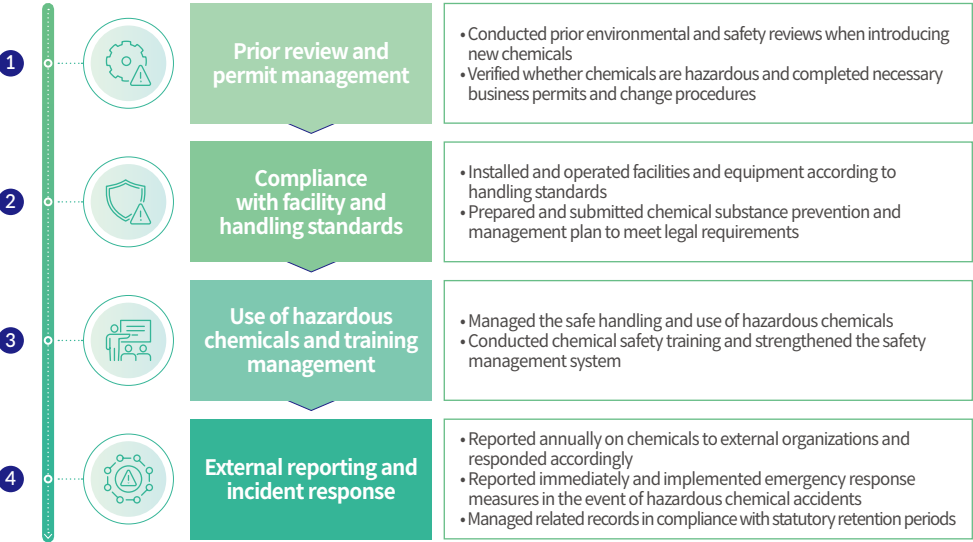 1
Prior review and
permit management
• Conducted prior environmental and safety reviews when introducing
new chemicals
• Verified whether chemicals are hazardous and completed necessary
business permits and change procedures
2
Compliance
with facility and
handling standards
• Installed and operated facilities and equipment according to
handling standards
• Prepared and submitted chemical substance prevention and
management plan to meet legal requirements
3
Use of hazardous
chemicals and training
management
• Managed the safe handling and use of hazardous chemicals
• Conducted chemical safety training and strengthened the safety
management system
4
External reporting and
incident response
• Reported annually on chemicals to external organizations and
responded accordingly
• Reported immediately and implemented emergency response
measures in the event of hazardous chemical accidents
• Managed related records in compliance with statutory retention periods